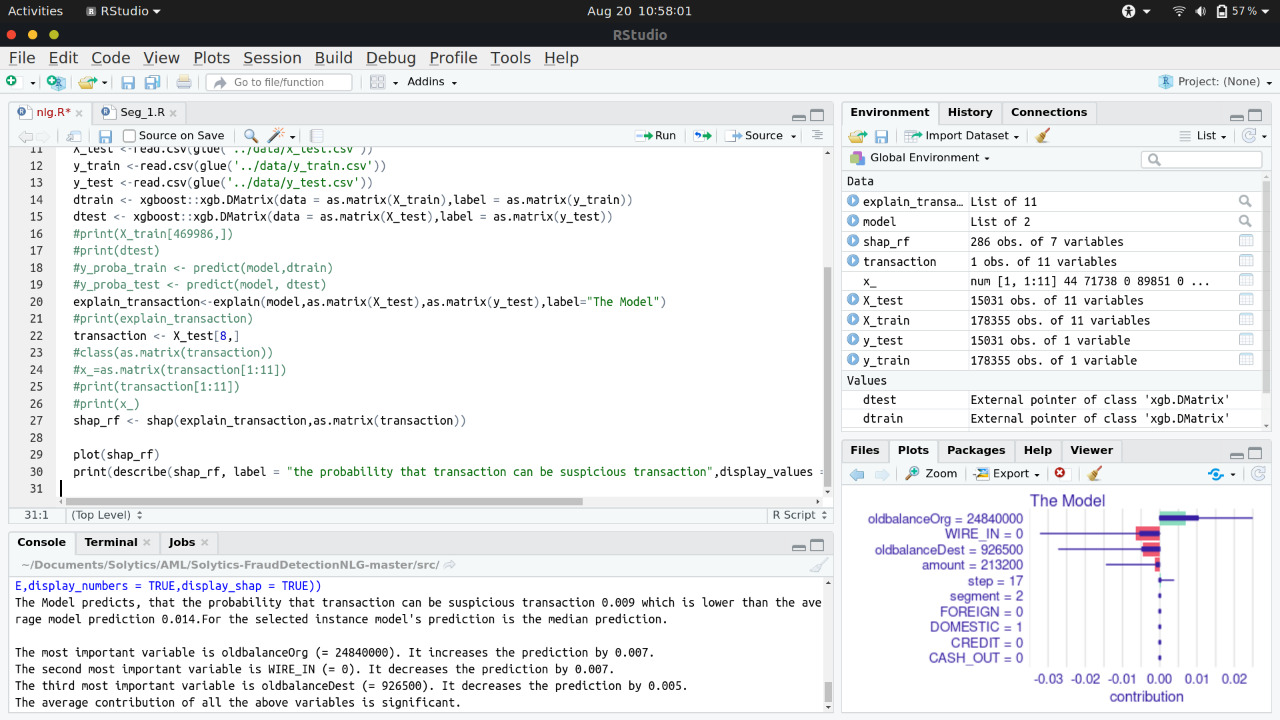 Activities RStudio Aug 20 10:58:01 57 %
RStudio
File Edit Code View Plots Session Build Debug Profile Tools Help
Go to file/function Addins Project: (None)
nlg.R* Seg_1.R
Source on Save Run Source
11 X_test <-read.csv(glue('../data/X_test.csv'))
12 y_train <-read.csv(glue('../data/y_train.csv'))
13 y_test <-read.csv(glue('../data/y_test.csv'))
14 dtrain <- xgboost::xgb.DMatrix(data = as.matrix(X_train),label = as.matrix(y_train))
15 dtest <- xgboost::xgb.DMatrix(data = as.matrix(X_test),label = as.matrix(y_test))
16 #print(X_train[469986,])
17 #print(dtest)
18 #y_proba_train <- predict(model,dtrain)
19 #y_proba_test <- predict(model, dtest)
20 explain_transaction<-explain(model,as.matrix(X_test),as.matrix(y_test),label="The Model")
21 #print(explain_transaction)
22 transaction <- X_test[8,]
23 #class(as.matrix(transaction))
24 #x_=as.matrix(transaction[1:11])
25 #print(transaction[1:11])
26 #print(x_)
27 shap_rf <- shap(explain_transaction,as.matrix(transaction))
28
29 plot(shap_rf)
30 print(describe(shap_rf, label = "the probability that transaction can be suspicious transaction",display_values =
31
31:1 (Top Level) R Script
Console Terminal Jobs
~/Documents/Solytics/AML/Solytics-FraudDetectionNLG-master/src/
E,display_numbers = TRUE,display_shap = TRUE))
The Model predicts, that the probability that transaction can be suspicious transaction 0.009 which is lower than the ave
rage model prediction 0.014.For the selected instance model's prediction is the median prediction.
The most important variable is oldbalanceOrg (= 24840000). It increases the prediction by 0.007.
The second most important variable is WIRE_IN (= 0). It decreases the prediction by 0.007.
The third most important variable is oldbalanceDest (= 926500). It decreases the prediction by 0.005.
The average contribution of all the above variables is significant.
Environment History Connections
Import Dataset List
Global Environment
Data
explain_transa… List of 11
model List of 2
shap_rf 286 obs. of 7 variables
transaction 1 obs. of 11 variables
x_ num [1, 1:11] 44 71738 0 89851 0 ...
X_test 15031 obs. of 11 variables
X_train 178355 obs. of 11 variables
y_test 15031 obs. of 1 variable
y_train 178355 obs. of 1 variable
Values
dtest External pointer of class 'xgb.DMatrix'
dtrain External pointer of class 'xgb.DMatrix'
Files Plots Packages Help Viewer
Zoom Export
The Model
oldbalanceOrg = 24840000
WIRE_IN = 0
oldbalanceDest = 926500
amount = 213200
step = 17
segment = 2
FOREIGN = 0
DOMESTIC = 1
CREDIT = 0
CASH_OUT = 0
-0.03 -0.02 -0.01 0.00 0.01 0.02
contribution